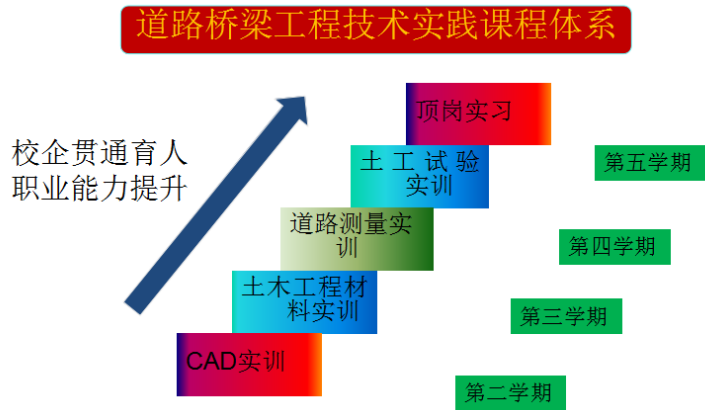 道路桥梁工程技术实践课程体系
顶岗实习
校企贯通育人
职业能力提升
土工试验
实训
第五学期
道路测量实
训
第四学期
土木工程材
料实训
第三学期
CAD实训
第二学期